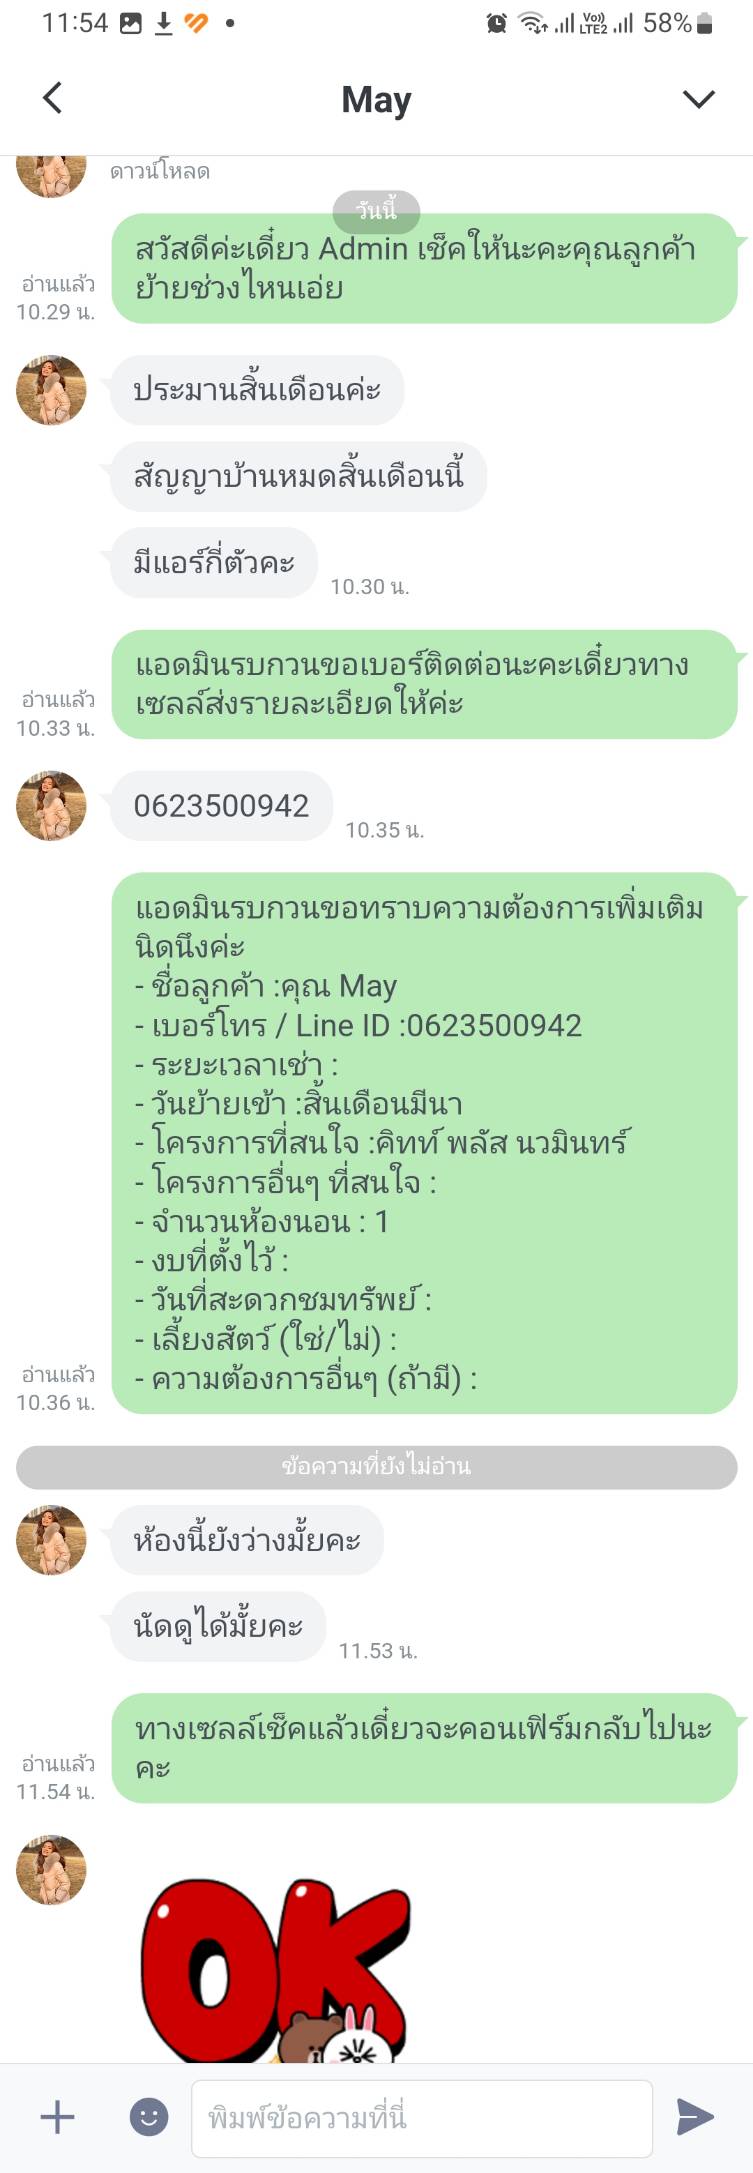 11:54
Vo))
LTE2
58%
May
ดาวน์โหลด
วันนี้
สวัสดีค่ะเดี๋ยว Admin เช็คให้นะคะคุณลูกค้า
ย้ายช่วงไหนเอ่ย
อ่านแล้ว
10.29 น.
ประมานสิ้นเดือนค่ะ
สัญญาบ้านหมดสิ้นเดือนนี้
มีแอร์กี่ตัวคะ
10.30 น.
แอดมินรบกวนขอเบอร์ติดต่อนะคะเดี๋ยวทาง
เซลล์ส่งรายละเอียดให้ค่ะ
อ่านแล้ว
10.33 น.
0623500942
10.35 น.
แอดมินรบกวนขอทราบความต้องการเพิ่มเติม
นิดนึงค่ะ
- ชื่อลูกค้า :คุณ May
- เบอร์โทร / Line ID :0623500942
- ระยะเวลาเช่า :
- วันย้ายเข้า :สิ้นเดือนมีนา
- โครงการที่สนใจ :คิทท์ พลัส นวมินทร์
- โครงการอื่นๆ ที่สนใจ :
- จำนวนห้องนอน : 1
- งบที่ตั้งไว้ :
- วันที่สะดวกชมทรัพย์ :
- เลี้ยงสัตว์ (ใช่/ไม่) :
- ความต้องการอื่นๆ (ถ้ามี) :
อ่านแล้ว
10.36 น.
ข้อความที่ยังไม่อ่าน
ห้องนี้ยังว่างมั้ยคะ
นัดดูได้มั้ยคะ
11.53 น.
ทางเซลล์เช็คแล้วเดี๋ยวจะคอนเฟิร์มกลับไปนะ
คะ
อ่านแล้ว
11.54 น.
OK
พิมพ์ข้อความที่นี่